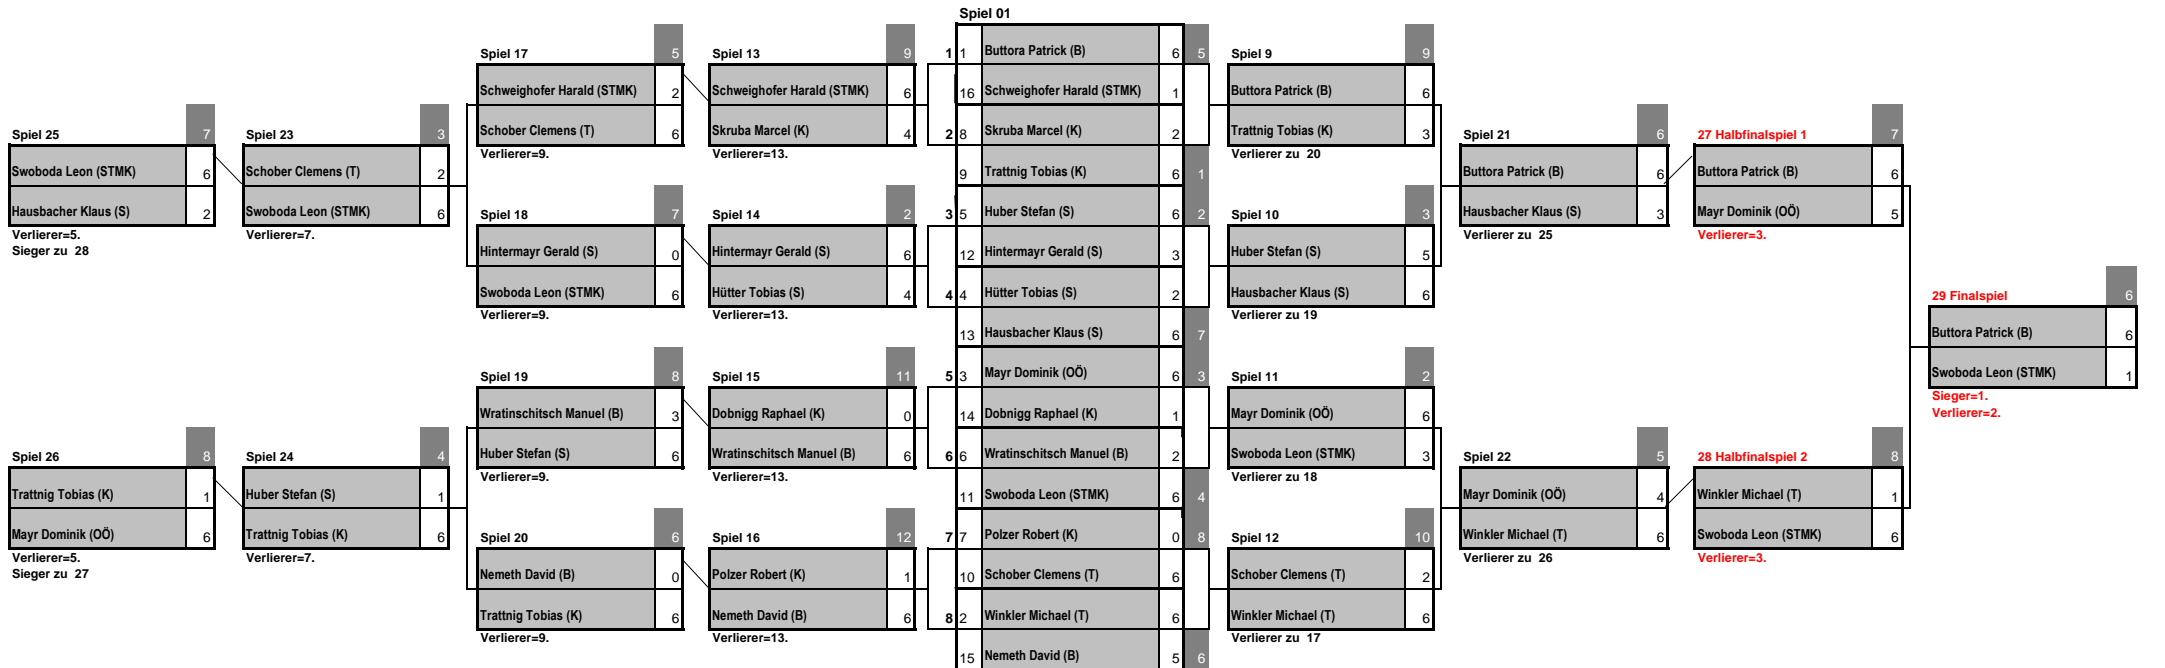 Spiel 01
Spiel 17 5 Spiel 13 9 1 1 Buttora Patrick (B) 6 5 Spiel 9 9
Schweighofer Harald (STMK) 2 Schweighofer Harald (STMK) 6 16 Schweighofer Harald (STMK) 1 Buttora Patrick (B) 6
Spiel 25 7 Spiel 23 3 Schober Clemens (T) 6 Skruba Marcel (K) 4 2 8 Skruba Marcel (K) 2 Trattnig Tobias (K) 3 Spiel 21 6 27 Halbfinalspiel 1 7
Verlierer=9. Verlierer=13. Verlierer zu 20
Swoboda Leon (STMK) 6 Schober Clemens (T) 2 9 Trattnig Tobias (K) 6 1 Buttora Patrick (B) 6 Buttora Patrick (B) 6
Hausbacher Klaus (S) 2 Swoboda Leon (STMK) 6 Spiel 18 7 Spiel 14 2 3 5 Huber Stefan (S) 6 2 Spiel 10 3 Hausbacher Klaus (S) 3 Mayr Dominik (OÖ) 5
Verlierer=5. Verlierer=7. Verlierer zu 25 Verlierer=3.
Sieger zu 28 Hintermayr Gerald (S) 0 Hintermayr Gerald (S) 6 12 Hintermayr Gerald (S) 3 Huber Stefan (S) 5
Swoboda Leon (STMK) 6 Hütter Tobias (S) 4 4 4 Hütter Tobias (S) 2 Hausbacher Klaus (S) 6 29 Finalspiel 6
Verlierer=9. Verlierer=13. Verlierer zu 19
13 Hausbacher Klaus (S) 6 7 Buttora Patrick (B) 6
Spiel 19 8 Spiel 15 11 5 3 Mayr Dominik (OÖ) 6 3 Spiel 11 2 Swoboda Leon (STMK) 1
Sieger=1.
Wratinschitsch Manuel (B) 3 Dobnigg Raphael (K) 0 14 Dobnigg Raphael (K) 1 Mayr Dominik (OÖ) 6 Verlierer=2.
Spiel 26 8 Spiel 24 4 Huber Stefan (S) 6 Wratinschitsch Manuel (B) 6 6 6 Wratinschitsch Manuel (B) 2 Swoboda Leon (STMK) 3 Spiel 22 5 28 Halbfinalspiel 2 8
Verlierer=9. Verlierer=13. Verlierer zu 18
Trattnig Tobias (K) 1 Huber Stefan (S) 1 11 Swoboda Leon (STMK) 6 4 Mayr Dominik (OÖ) 4 Winkler Michael (T) 1
Mayr Dominik (OÖ) 6 Trattnig Tobias (K) 6 Spiel 20 6 Spiel 16 12 7 7 Polzer Robert (K) 0 8 Spiel 12 10 Winkler Michael (T) 6 Swoboda Leon (STMK) 6
Verlierer=5. Verlierer=7. Verlierer zu 26 Verlierer=3.
Sieger zu 27 Nemeth David (B) 0 Polzer Robert (K) 1 10 Schober Clemens (T) 6 Schober Clemens (T) 2
Trattnig Tobias (K) 6 Nemeth David (B) 6 8 2 Winkler Michael (T) 6 Winkler Michael (T) 6
Verlierer=9. Verlierer=13. Verlierer zu 17
15 Nemeth David (B) 5 6